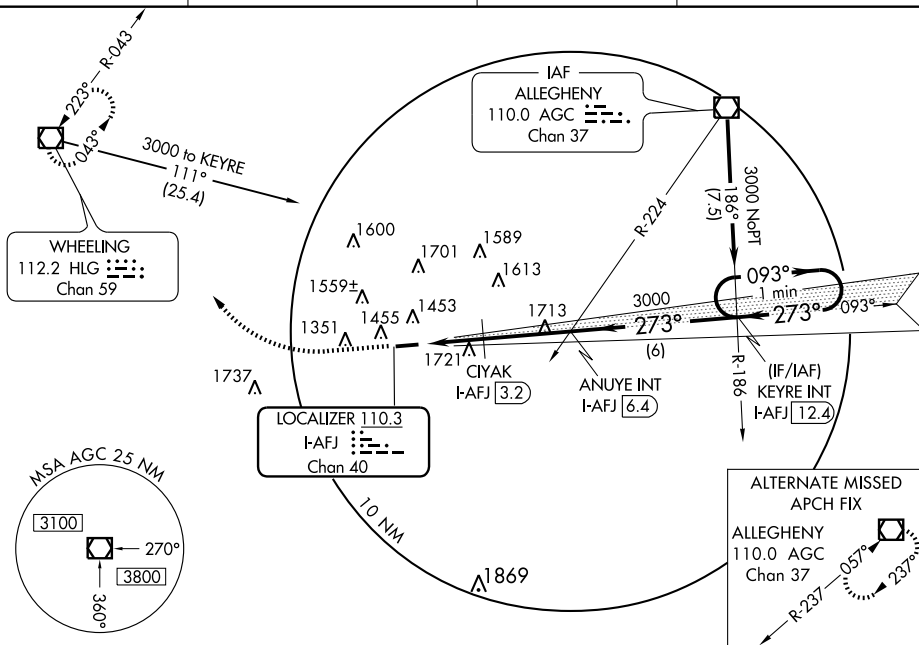 R-043
223°
043°
3000 to KEYRE
111°
(25.4)
WHEELING
112.2 HLG
Chan 59
IAF
ALLEGHENY
110.0 AGC
Chan 37
R-224
3000 NoPT
186°
(7.5)
093°
1 min
273°
093°
1600
1701
1589
1613
1559±
1453
1455
1351
1713
1721
1737
3000
273°
(6)
CIYAK
I-AFJ 3.2
ANUYE INT
I-AFJ 6.4
R-186
(IF/IAF)
KEYRE INT
I-AFJ 12.4
LOCALIZER 110.3
I-AFJ
Chan 40
10 NM
1869
MSA AGC 25 NM
3100
270°
3800
360°
ALTERNATE MISSED
APCH FIX
ALLEGHENY
110.0 AGC
Chan 37
R-237
057°
237°